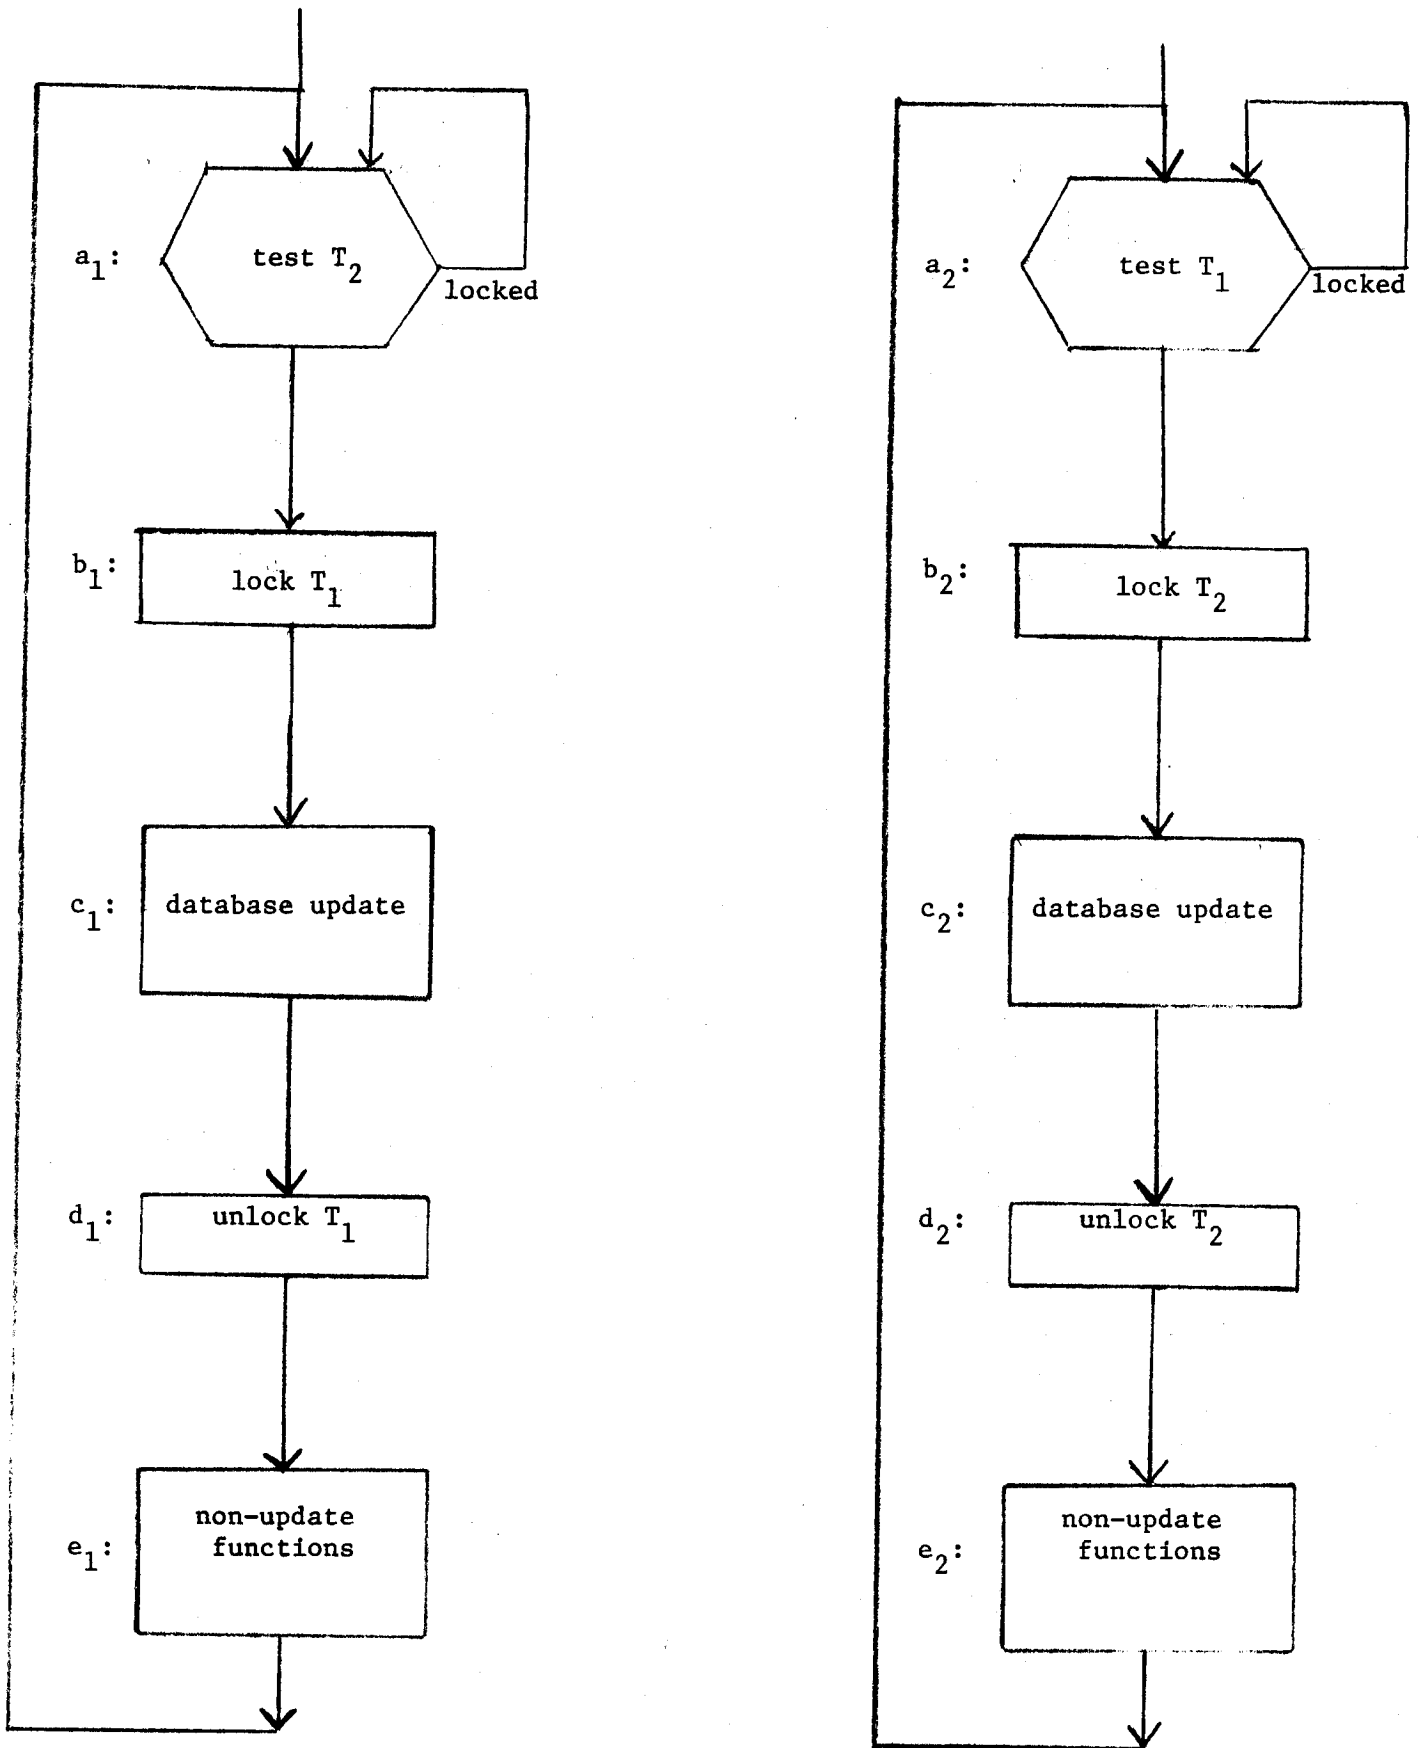 a₁:
test T₂
locked
b₁:
lock T₁
c₁:
database update
d₁:
unlock T₁
e₁:
non-update
functions
a₂:
test T₁
locked
b₂:
lock T₂
c₂:
database update
d₂:
unlock T₂
e₂:
non-update
functions